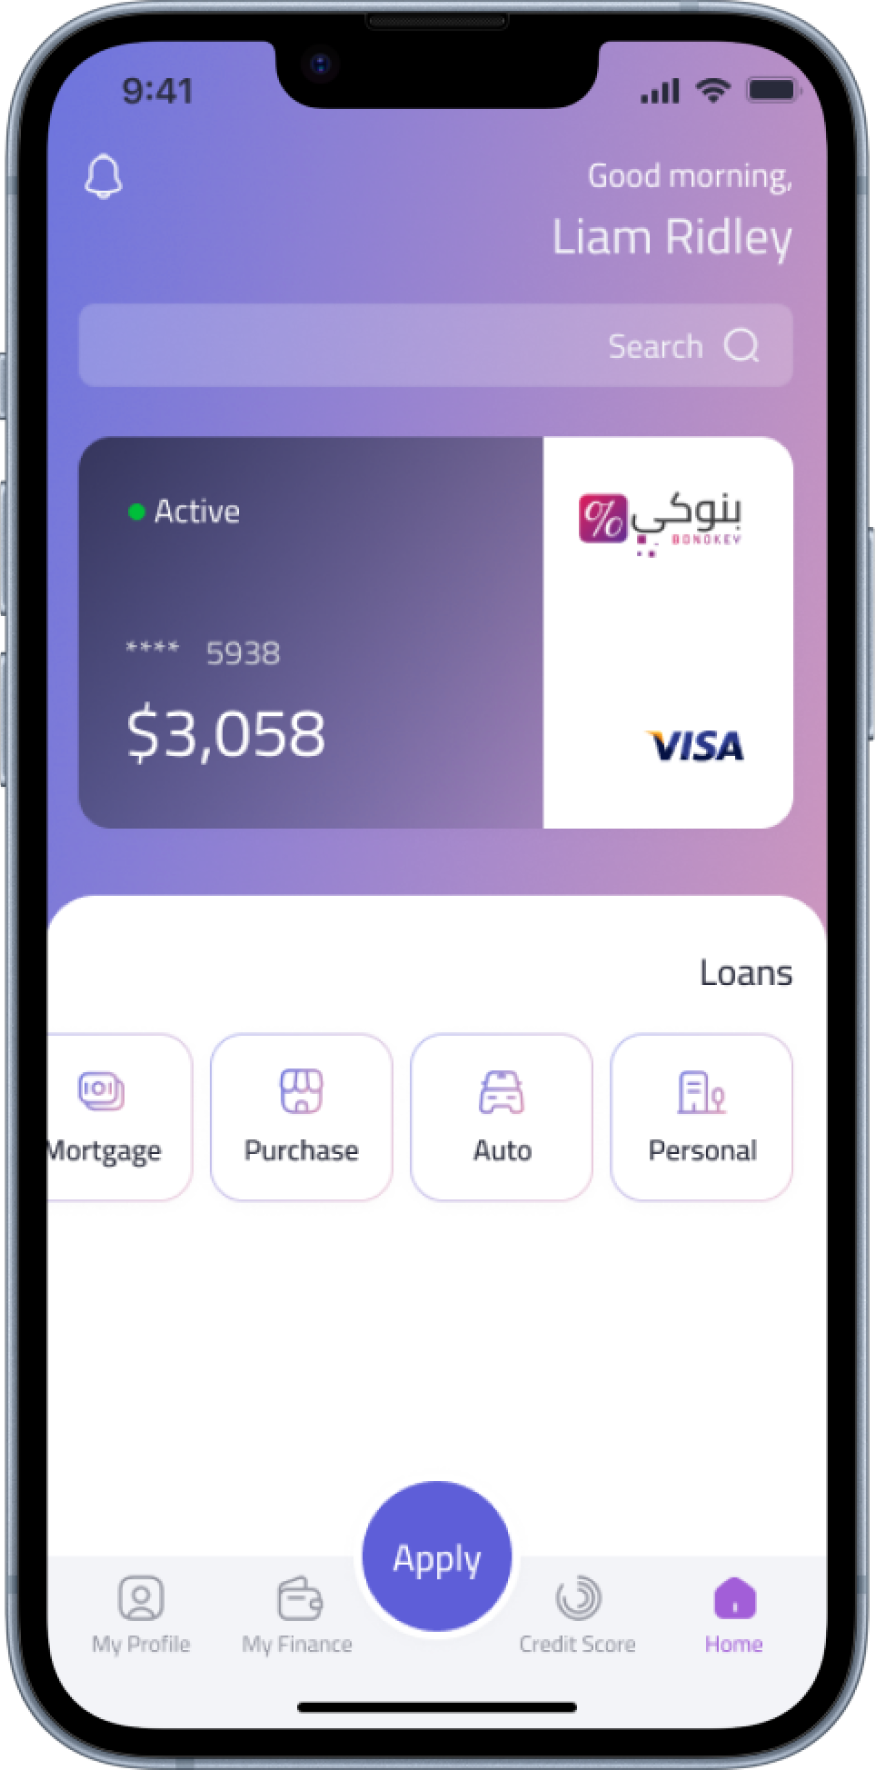 9:41
Good morning,
Liam Ridley
Search
Active
بنوكي
%
BONOKEY
**** 5938
$3,058
VISA
Loans
Mortgage
Purchase
Auto
Personal
Apply
My Profile
My Finance
Credit Score
Home